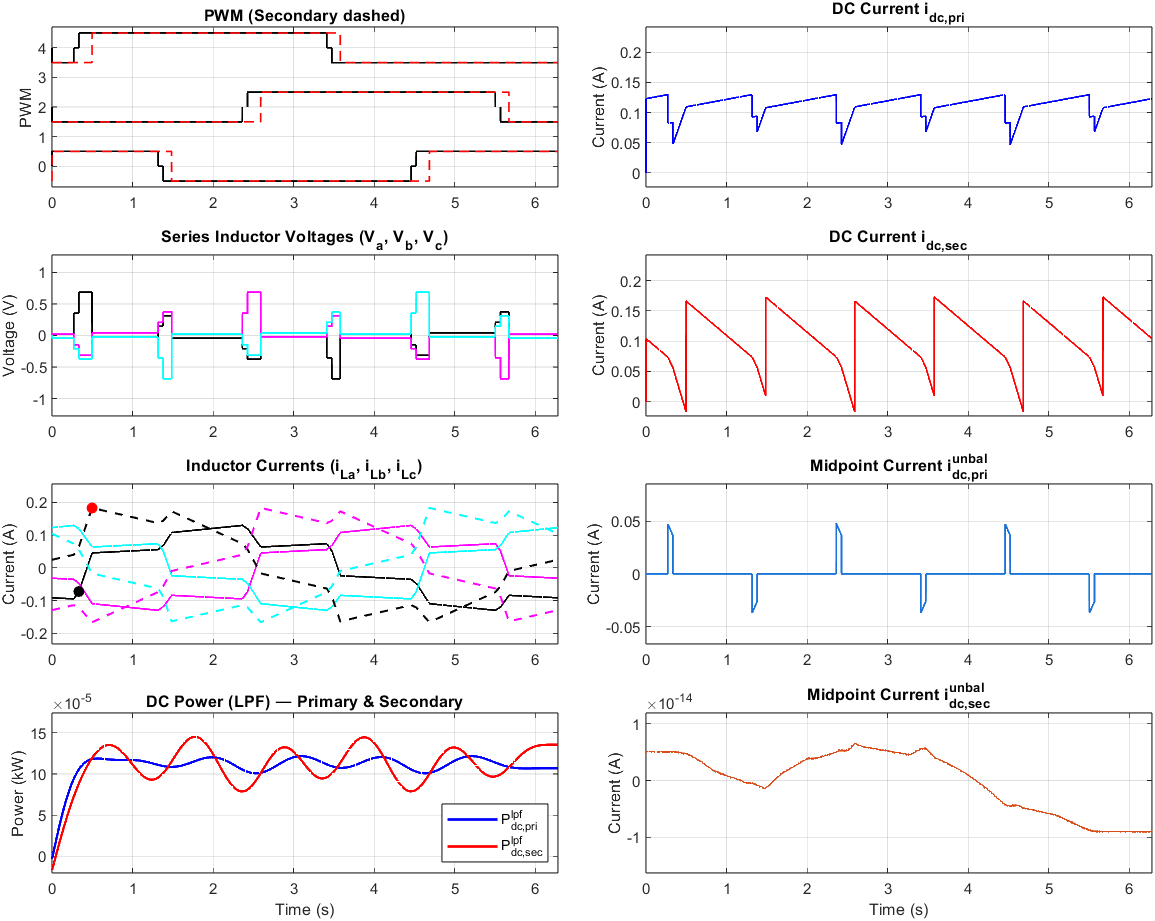 PWM (Secondary dashed)
PWM
4
3
2
1
0
0 1 2 3 4 5 6
DC Current i_dc,pri
Current (A)
0.2
0.15
0.1
0.05
0
0 1 2 3 4 5 6
Series Inductor Voltages (V_a, V_b, V_c)
Voltage (V)
1
0.5
0
-0.5
-1
0 1 2 3 4 5 6
DC Current i_dc,sec
Current (A)
0.2
0.15
0.1
0.05
0
0 1 2 3 4 5 6
Inductor Currents (i_La, i_Lb, i_Lc)
Current (A)
0.2
0.1
0
-0.1
-0.2
0 1 2 3 4 5 6
Midpoint Current i^unbal_dc,pri
Current (A)
0.05
0
-0.05
0 1 2 3 4 5 6
DC Power (LPF) — Primary & Secondary
×10^-5
Power (kW)
15
10
5
0
P^lpf_dc,pri
P^lpf_dc,sec
0 1 2 3 4 5 6
Time (s)
Midpoint Current i^unbal_dc,sec
×10^-14
Current (A)
1
0
-1
0 1 2 3 4 5 6
Time (s)